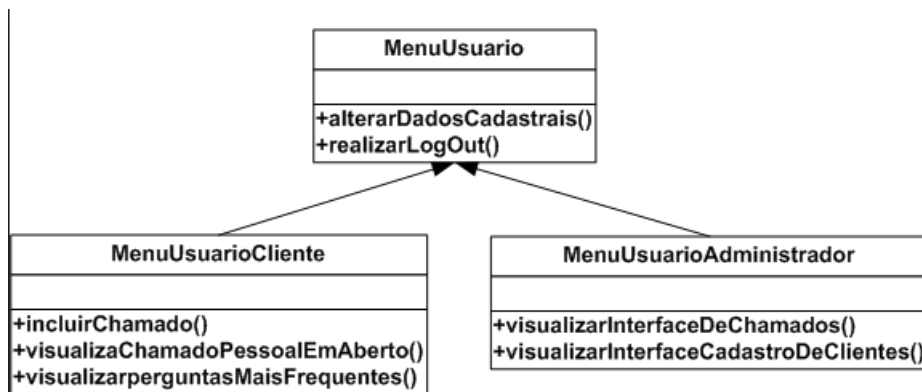 MenuUsuario
+alterarDadosCadastrais()
+realizarLogOut()
MenuUsuarioCliente
+incluirChamado()
+visualizaChamadoPessoalEmAberto()
+visualizarperguntasMaisFrequentes()
MenuUsuarioAdministrador
+visualizarInterfaceDeChamados()
+visualizarInterfaceCadastroDeClientes()